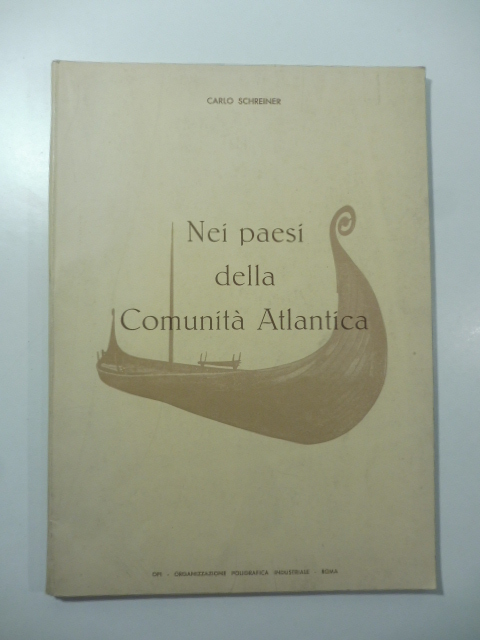 CARLO SCHREINER
Nei paesi
della
Comunità Atlantica
OPI - ORGANIZZAZIONE POLIGRAFICA INDUSTRIALE - ROMA